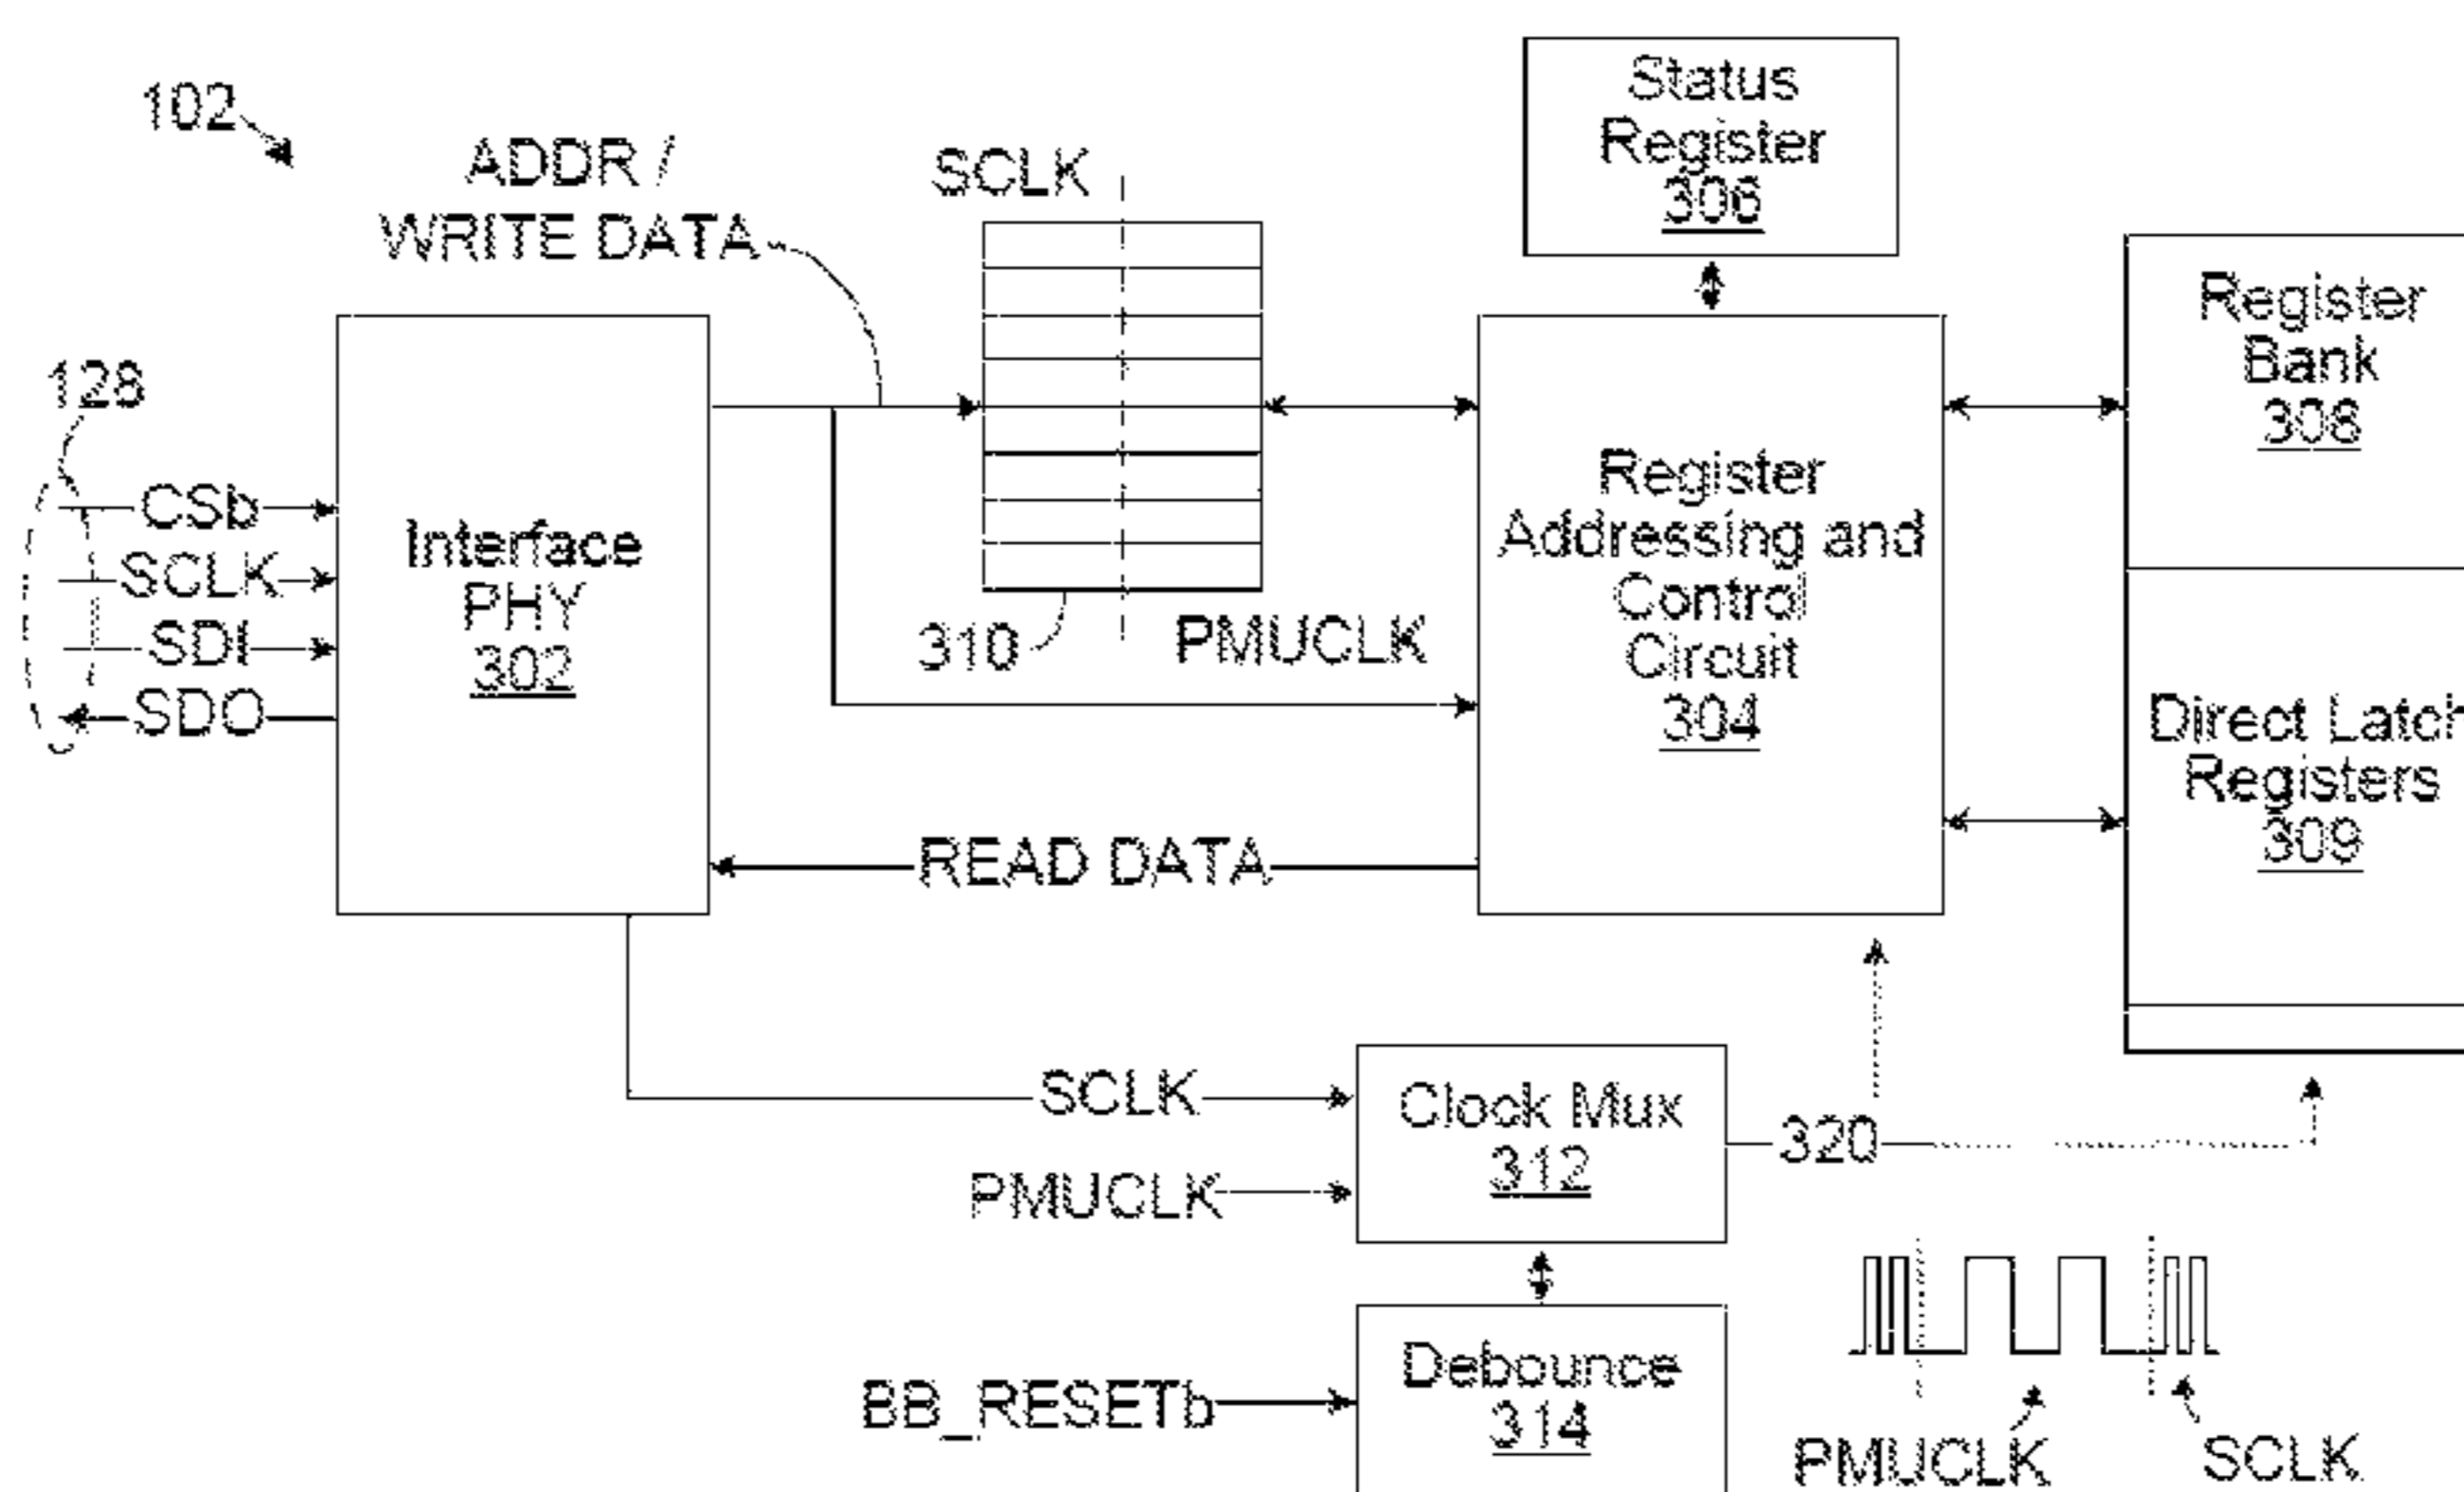 102
ADDR /
WRITE DATA
SCLK
Status
Register
306
128
CSb
SCLK
SDI
SDO
Interface
PHY
302
310
PMUCLK
Register
Addressing and
Control
Circuit
304
Register
Bank
308
Direct Latch
Registers
309
READ DATA
SCLK
PMUCLK
Clock Mux
312
320
BB_RESETb
Debounce
314
PMUCLK
SCLK